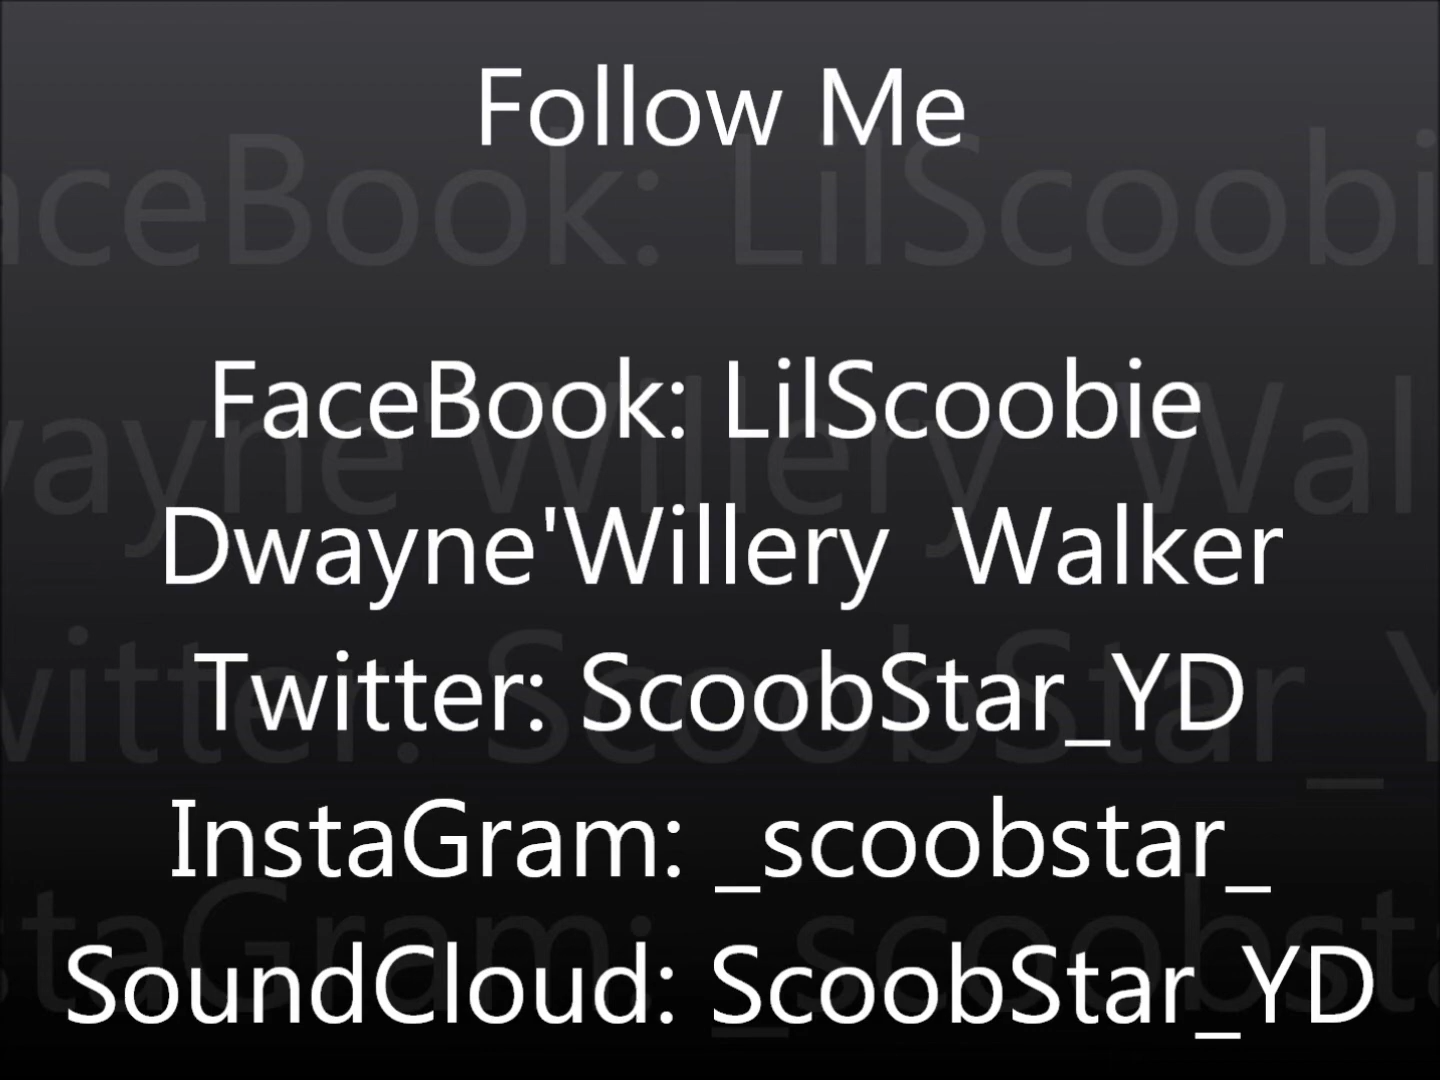 Follow Me
FaceBook: LilScoobie
Dwayne'Willery  Walker
Twitter: ScoobStar_YD
InstaGram: _scoobstar_
SoundCloud: ScoobStar_YD